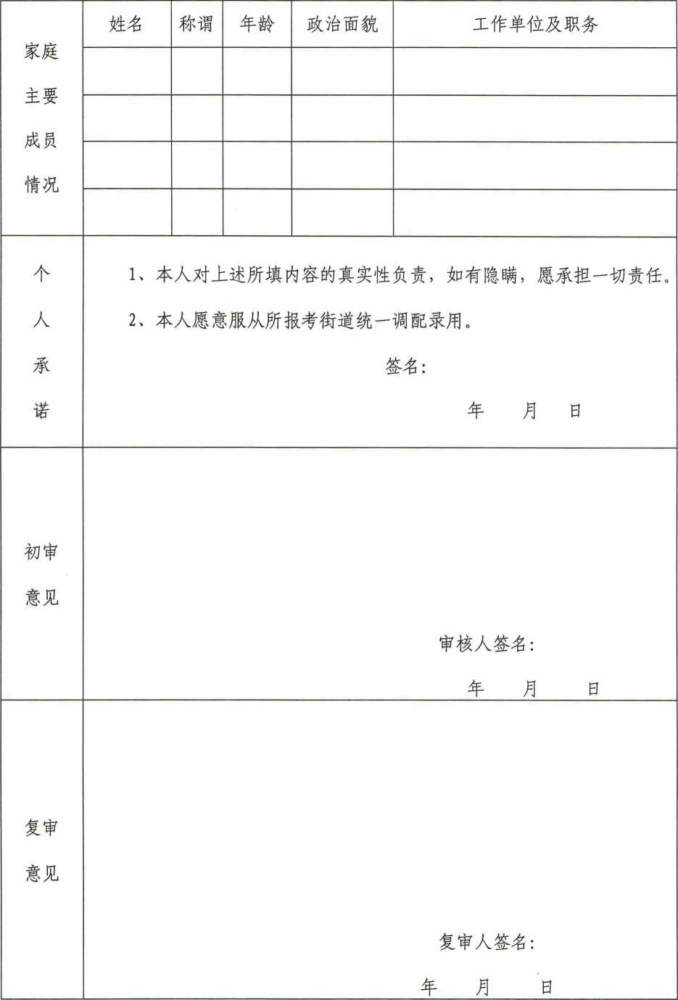 姓名 称谓 年龄 政治面貌 工作单位及职务
家庭
主要
成员
情况
个
人
承
诺
1、本人对上述所填内容的真实性负责，如有隐瞒，愿承担一切责任。
2、本人愿意服从所报考街道统一调配录用。
签名：
年 月 日
初审
意见
审核人签名：
年 月 日
复审
意见
复审人签名：
年 月 日